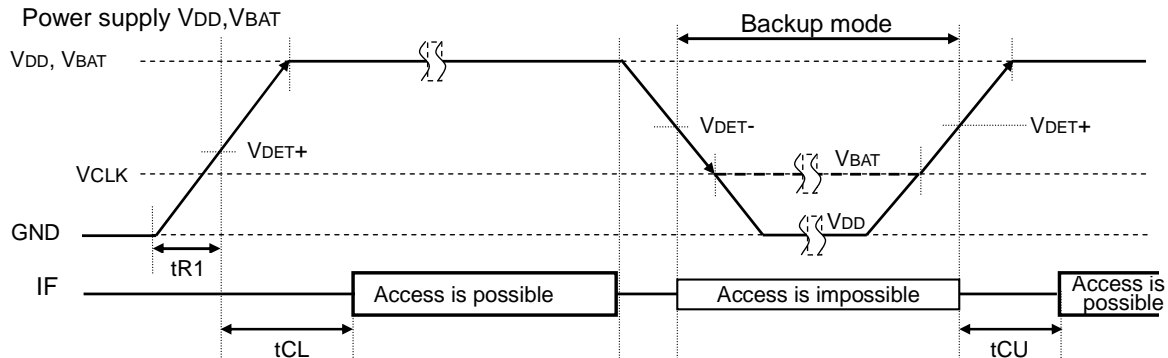 Power supply VDD,VBAT
Backup mode
VDD, VBAT
VDET-
VDET+
VDET+
VBAT
VCLK
VDD
GND
tR1
IF
Access is possible
Access is impossible
Access is
possible
tCL
tCU